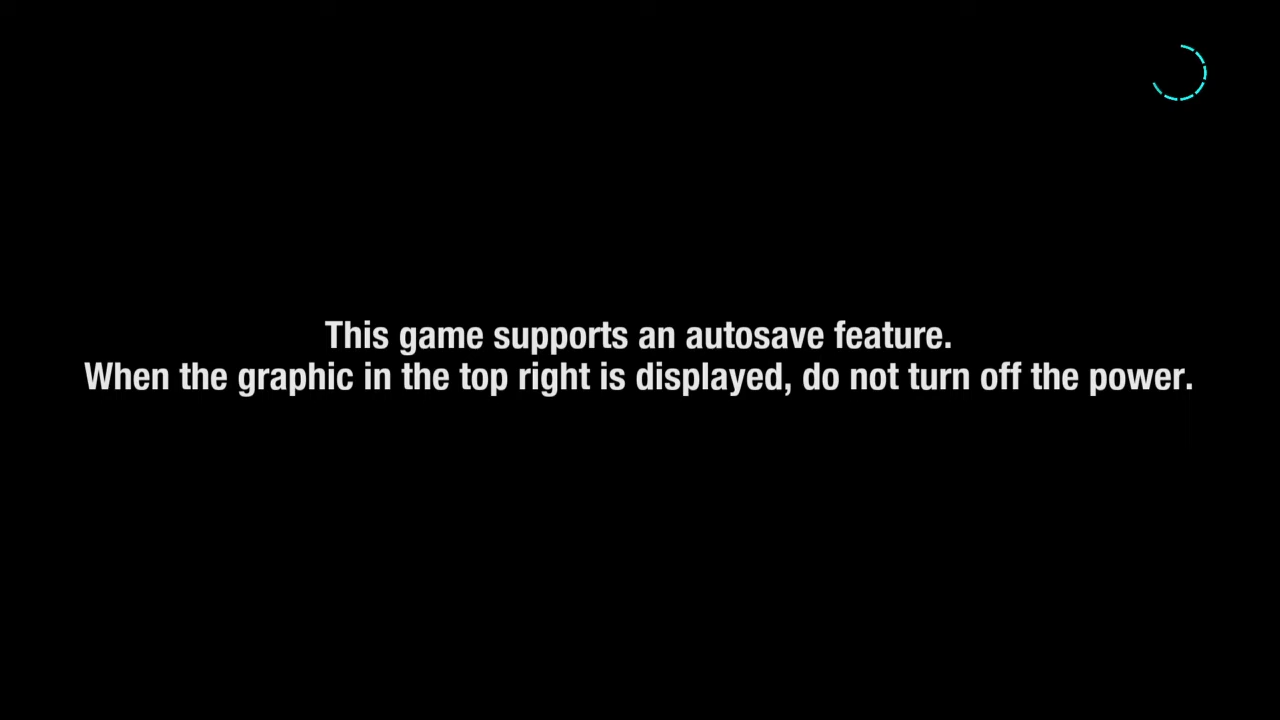 This game supports an autosave feature.
When the graphic in the top right is displayed, do not turn off the power.